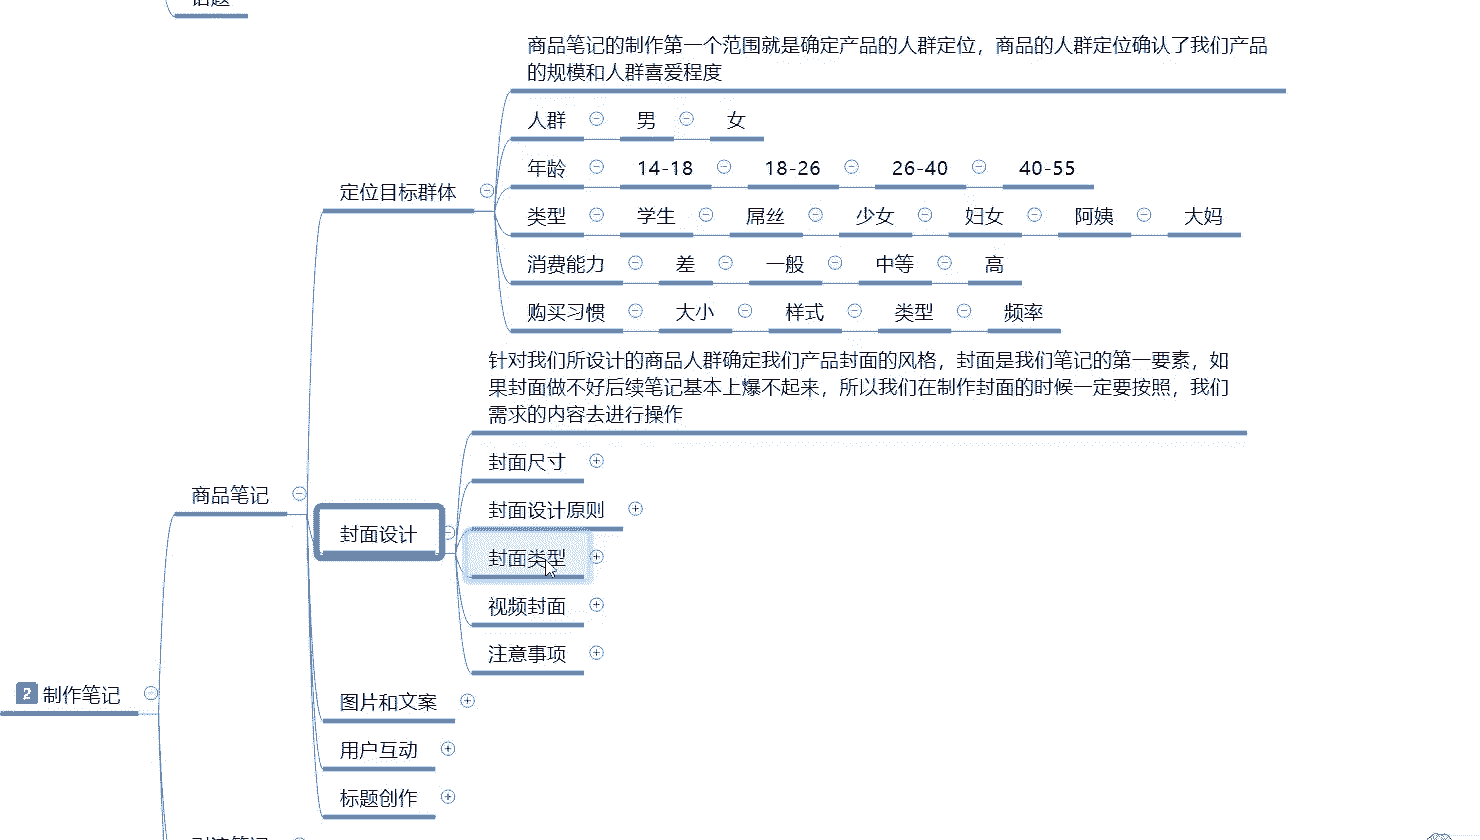 话题
商品笔记的制作第一个范围就是确定产品的人群定位，商品的人群定位确认了我们产品
的规模和人群喜爱程度
人群 男 女
年龄 14-18 18-26 26-40 40-55
定位目标群体
类型 学生 屌丝 少女 妇女 阿姨 大妈
消费能力 差 一般 中等 高
购买习惯 大小 样式 类型 频率
针对我们所设计的商品人群确定我们产品封面的风格，封面是我们笔记的第一要素，如
果封面做不好后续笔记基本上爆不起来，所以我们在制作封面的时候一定要按照，我们
需求的内容去进行操作
封面尺寸
商品笔记
封面设计原则
封面设计
封面类型
视频封面
注意事项
2 制作笔记
图片和文案
用户互动
标题创作